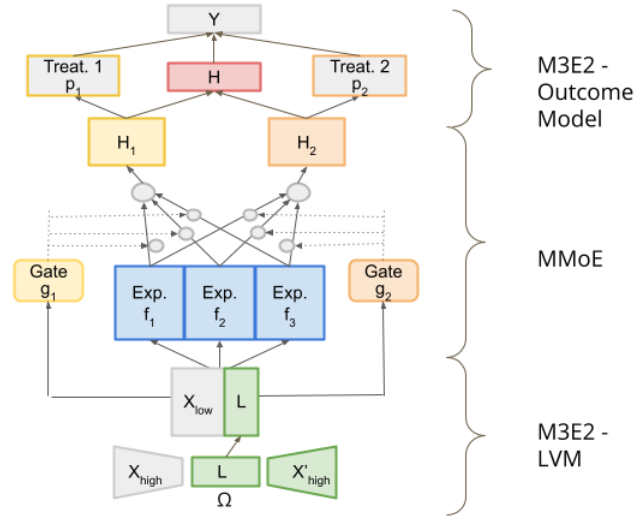 Y
Treat. 1
p1
H
Treat. 2
p2
M3E2 -
Outcome
Model
H1
H2
MMoE
Gate
g1
Exp.
f1
Exp.
f2
Exp.
f3
Gate
g2
Xlow
L
M3E2 -
LVM
Xhigh
L
X'high
Ω